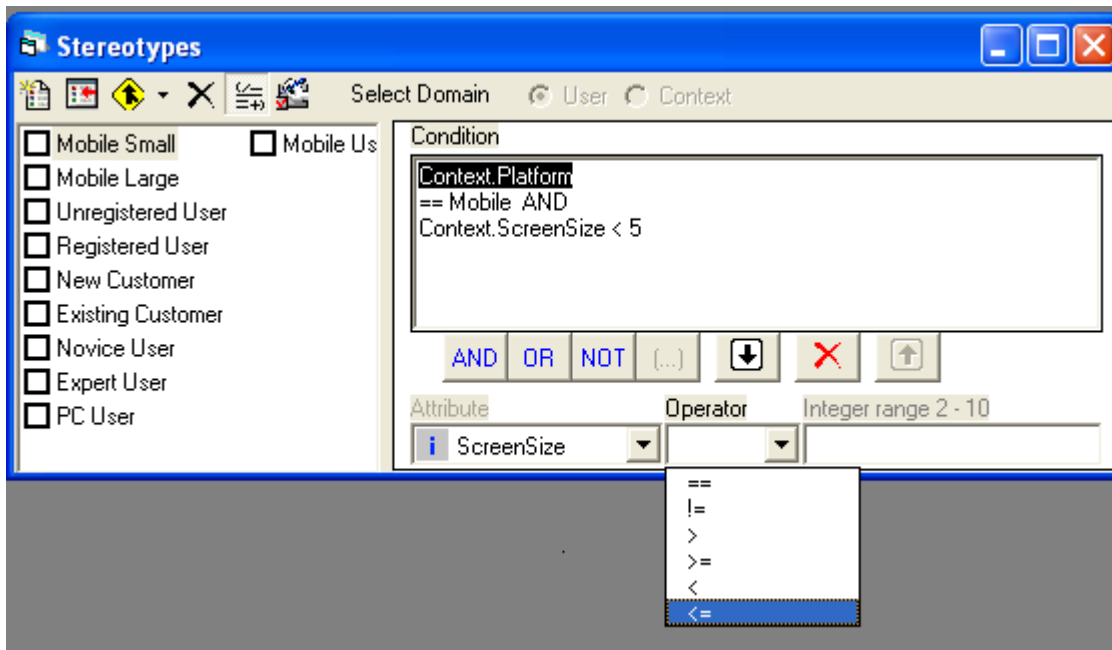 Stereotypes
Select Domain User Context
Mobile Small Mobile Us
Mobile Large
Unregistered User
Registered User
New Customer
Existing Customer
Novice User
Expert User
PC User
Condition
Context.Platform
== Mobile AND
Context.ScreenSize < 5
AND OR NOT (...)
Attribute Operator Integer range 2 - 10
i ScreenSize
==
!=
>
>=
<
<=